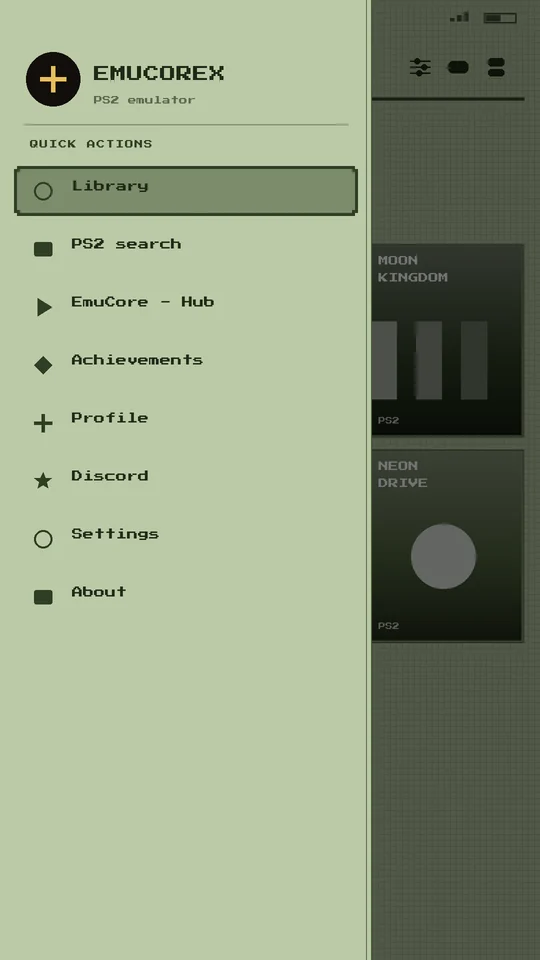 EMUCOREX
PS2 emulator
QUICK ACTIONS
Library
PS2 search
EmuCore - Hub
Achievements
Profile
Discord
Settings
About
MOON
KINGDOM
PS2
NEON
DRIVE
PS2